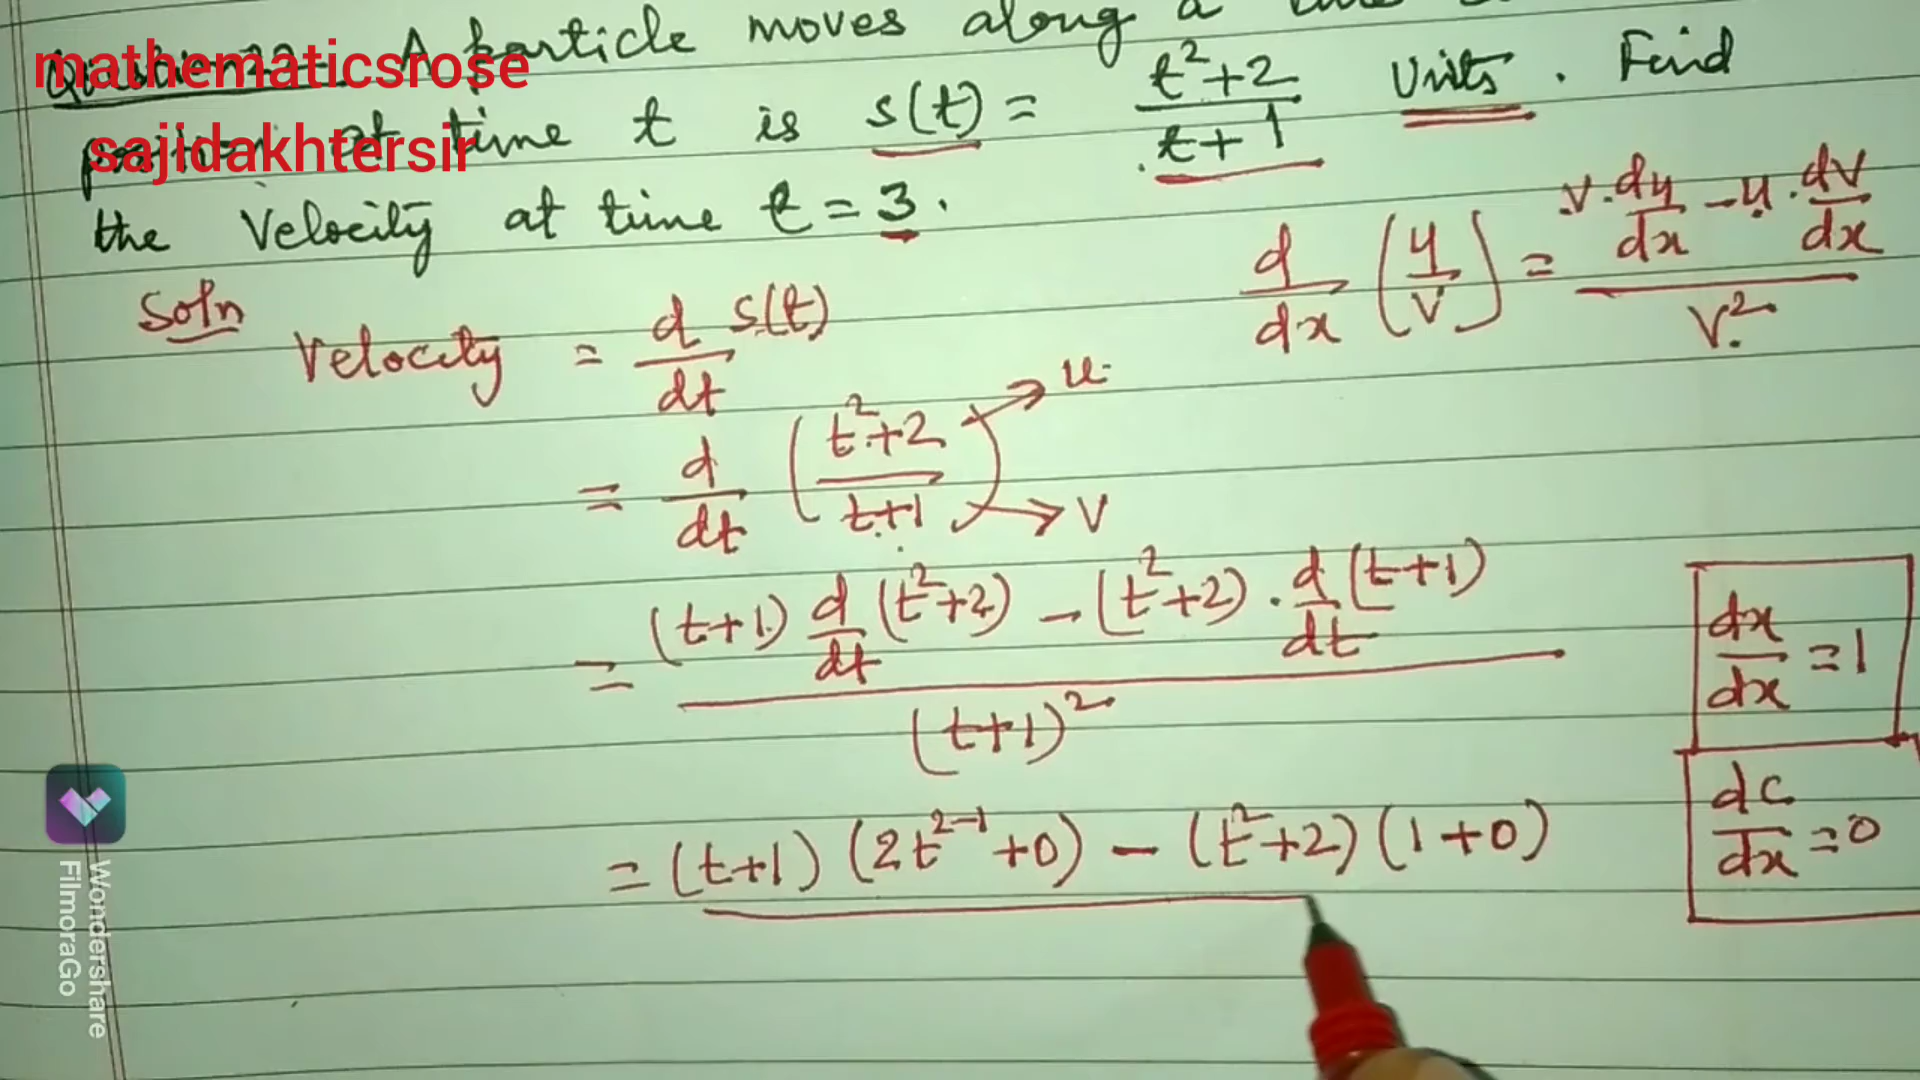 A particle moves along a
mathematicsrose
time t is s(t) = t²+2 / t+1 Units. Find
sajidakhtersir
the Velocity at time t = 3.
d/dx (u/v) = v.du/dx - u.dv/dx / v²
Soln Velocity = d/dt s(t)
= d/dt (t²+2 / t+1) → u → v
= (t+1) d/dt (t²+2) - (t²+2) . d/dt (t+1) / (t+1)²
dx/dx = 1
= (t+1) (2t²⁻¹+0) - (t²+2) (1+0)
dc/dx = 0
Wondershare
FilmoraGo